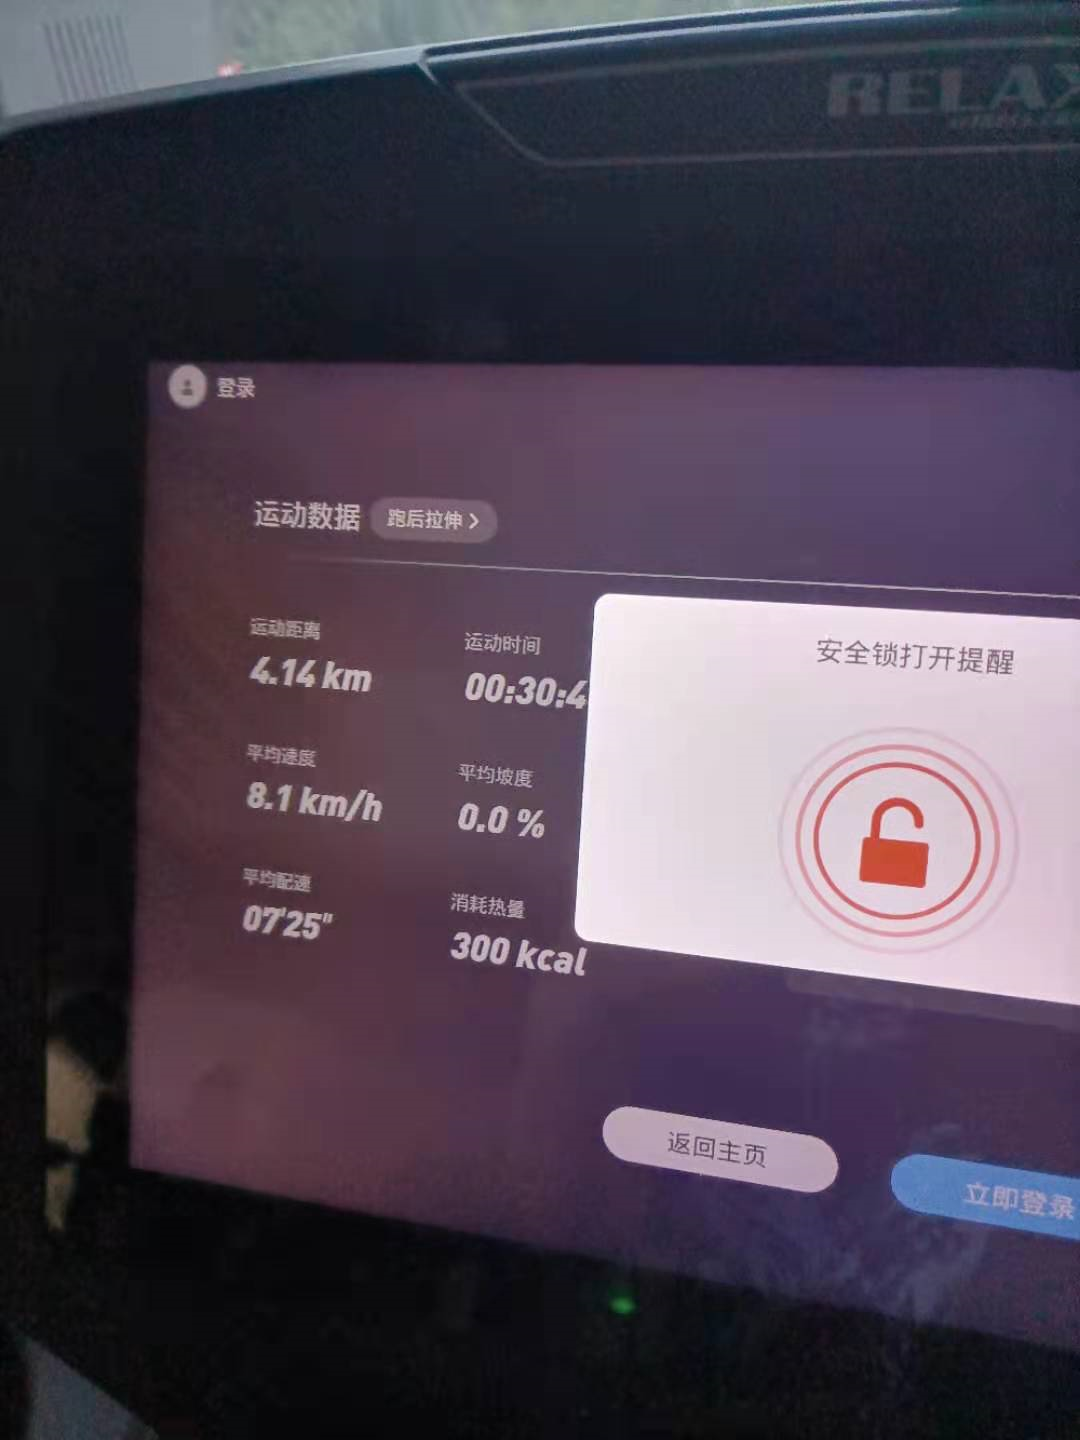 RELAX
登录
运动数据 跑后拉伸 >
运动距离
4.14 km
运动时间
00:30:4
平均速度
8.1 km/h
平均坡度
0.0 %
平均配速
07'25"
消耗热量
300 kcal
安全锁打开提醒
返回主页
立即登录